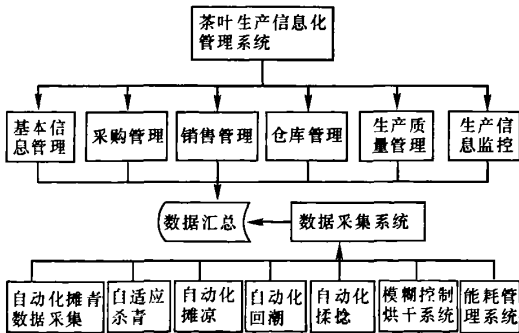 茶叶生产信息化
管理系统
基本信
息管理
采购管理
销售管理
仓库管理
生产质
量管理
生产信
息监控
数据汇总
数据采集系统
自动化摊青
数据采集
自适应
杀青
自动化
摊凉
自动化
回潮
自动化
揉捻
模糊控制
烘干系统
能耗管
理系统